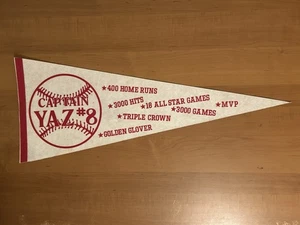 CAPTAIN
YAZ #8
★400 HOME RUNS
★3000 HITS
★18 ALL STAR GAMES
★3000 GAMES
★MVP
★TRIPLE CROWN
★GOLDEN GLOVER